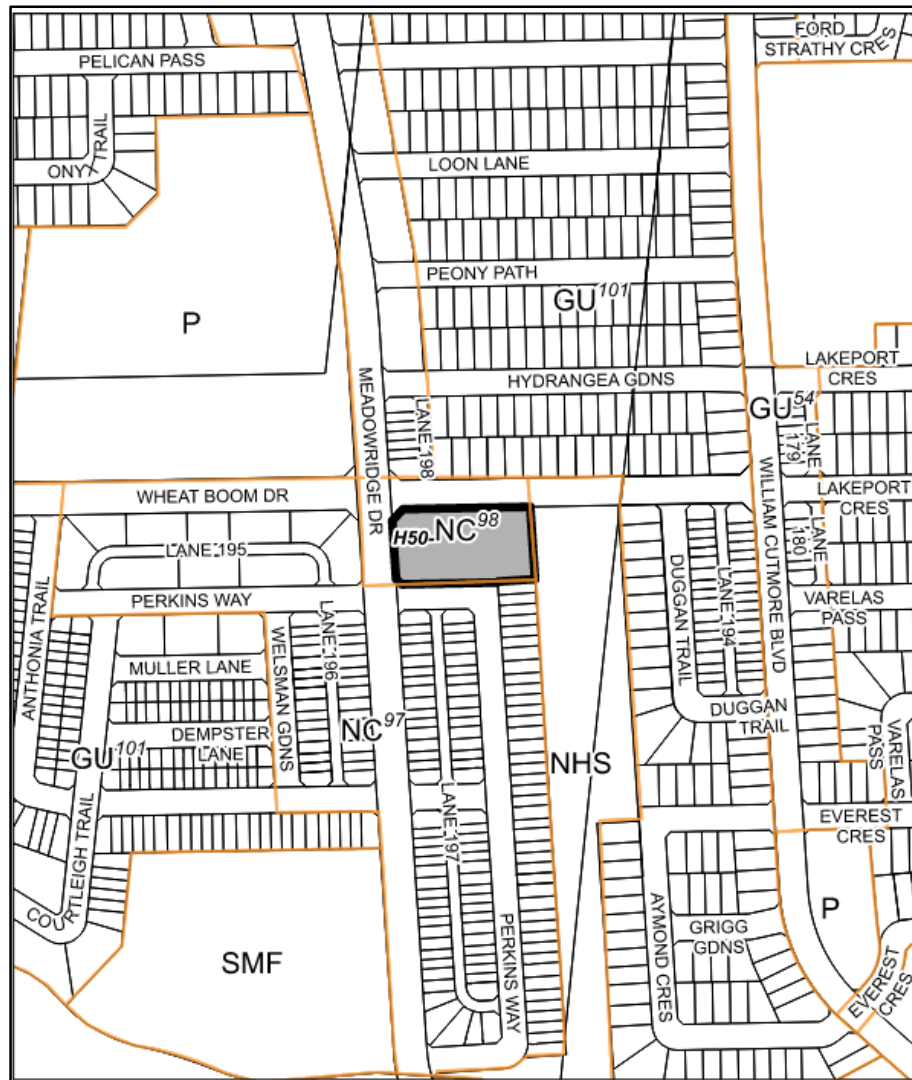 FORD
STRATHY CRES
PELICAN PASS
ONYX TRAIL
LOON LANE
PEONY PATH
GU101
P
LAKEPORT
CRES
HYDRANGEA GDNS
MEADOWRIDGE DR
LANE 198
GU54
LANE
179
WHEAT BOOM DR
WILLIAM CUTMORE BLVD
LAKEPORT
CRES
H50-NC98
LANE
180
LANE 195
DUGGAN TRAIL
LANE 194
PERKINS WAY
VARELAS
PASS
ANTHONIA TRAIL
LANE 196
WELSMAN GDNS
MULLER LANE
DUGGAN
TRAIL
NC97
DEMPSTER
LANE
VARELAS
PASS
GU101
NHS
LANE 197
EVEREST
CRES
COURTLEIGH TRAIL
AYMOND CRES
P
PERKINS WAY
GRIGG
GDNS
SMF
EVEREST
CRES